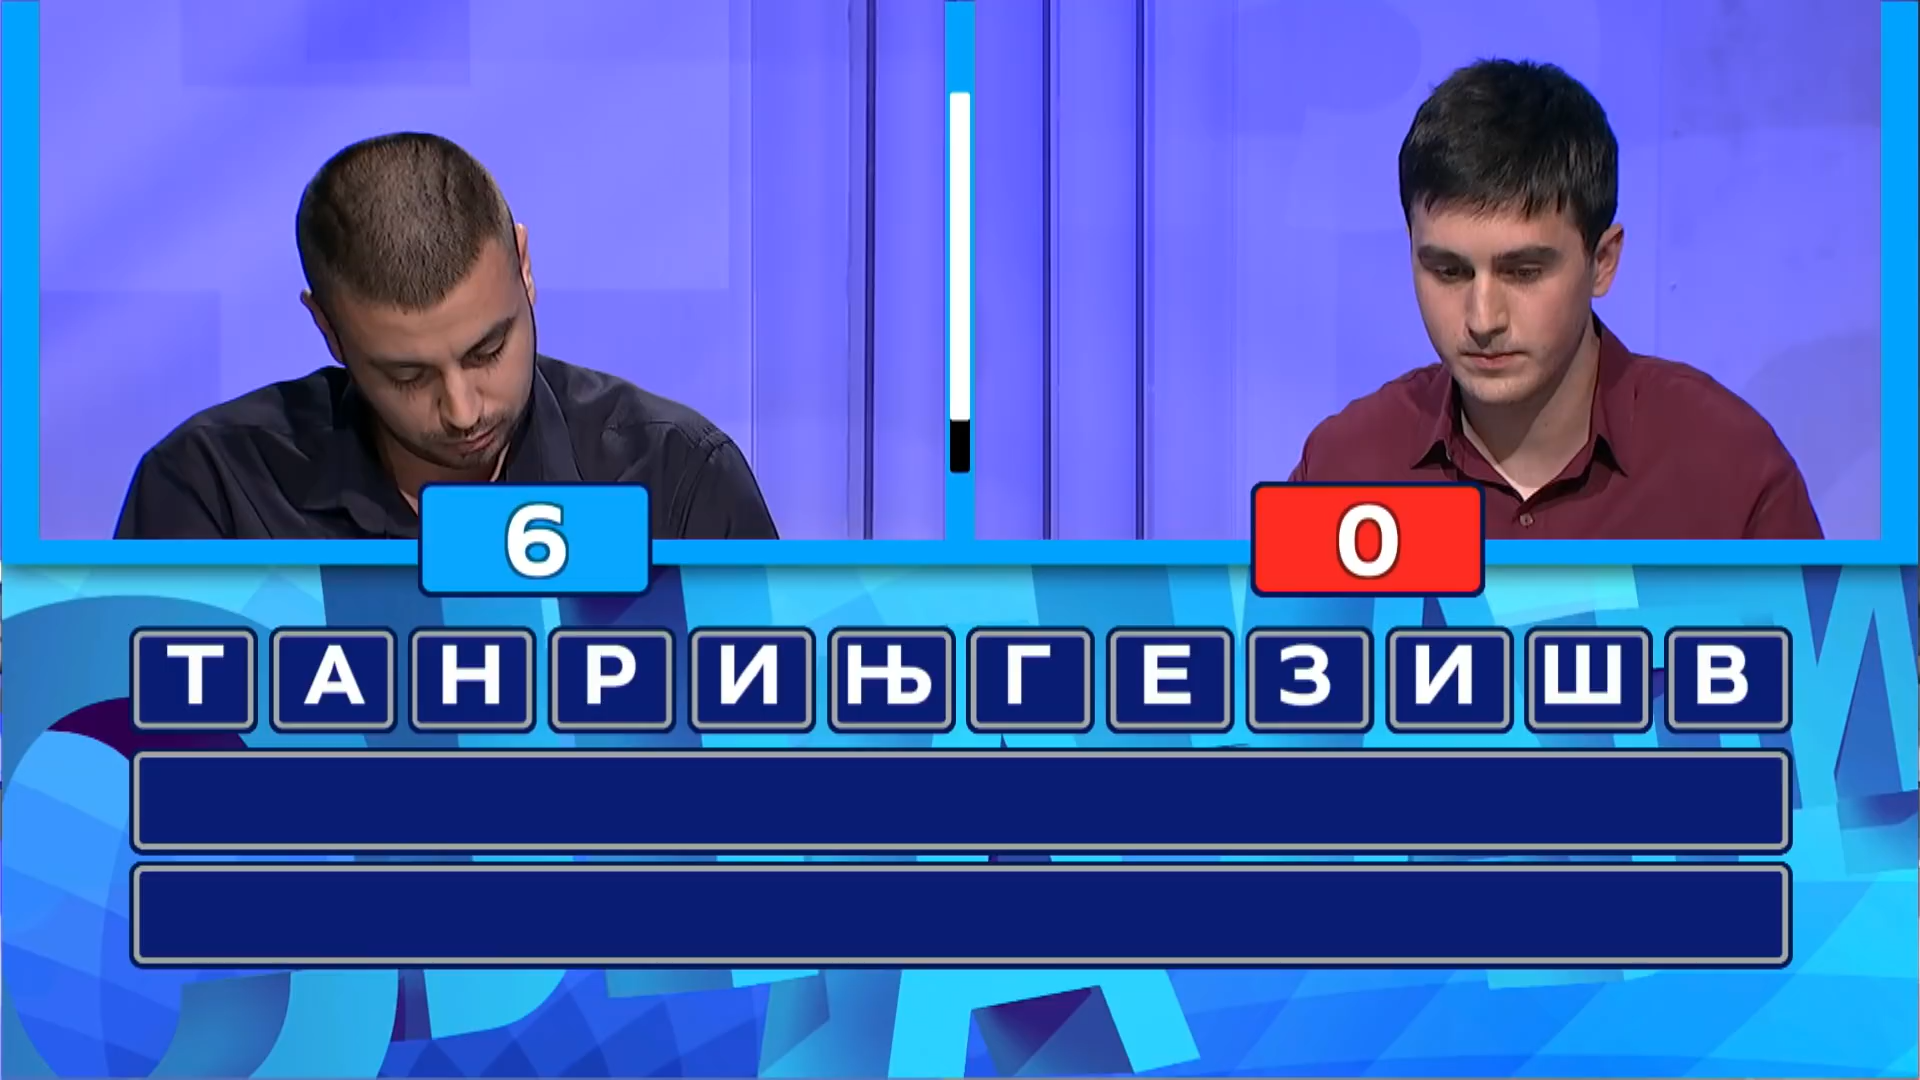 6 0
Т А Н Р И Њ Г Е З И Ш В